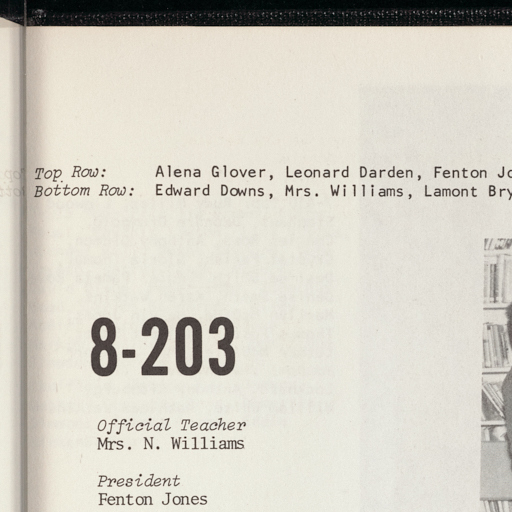 Top Row: Alena Glover, Leonard Darden, Fenton Jo
Bottom Row: Edward Downs, Mrs. Williams, Lamont Bry
8-203
Official Teacher
Mrs. N. Williams
President
Fenton Jones